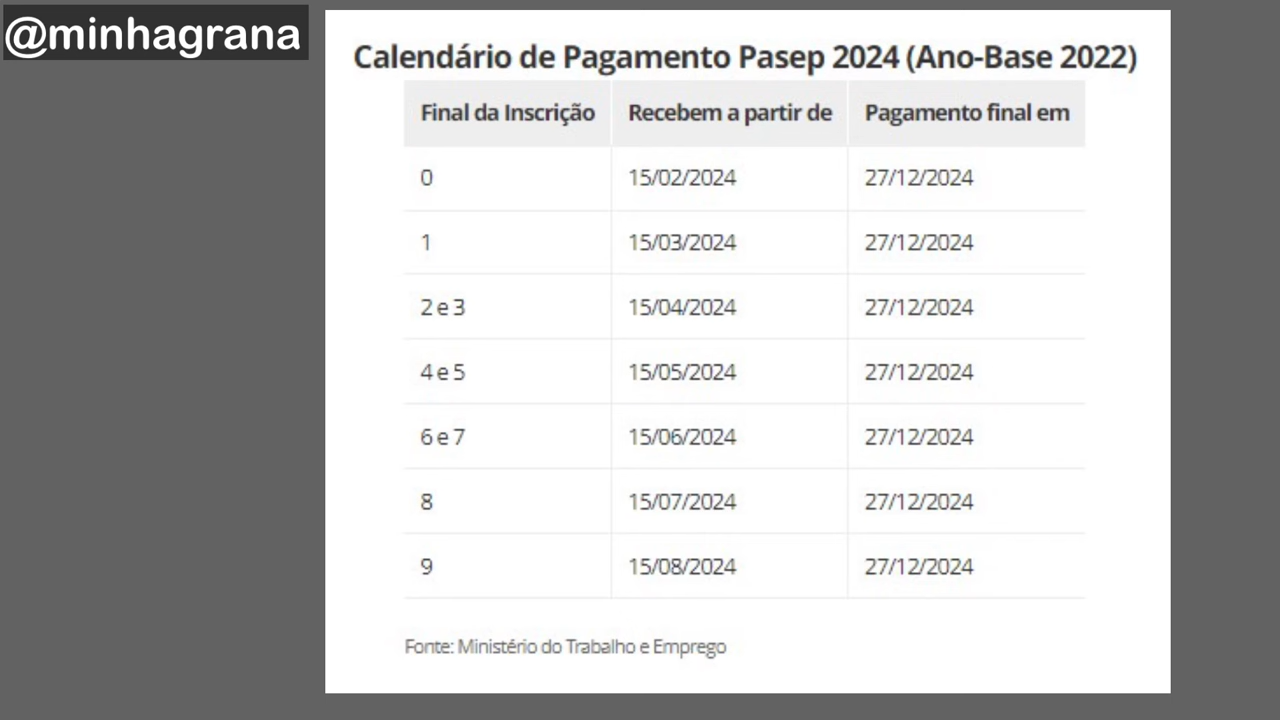 @minhagrana
Calendário de Pagamento Pasep 2024 (Ano-Base 2022)
Final da Inscrição Recebem a partir de Pagamento final em
0 15/02/2024 27/12/2024
1 15/03/2024 27/12/2024
2 e 3 15/04/2024 27/12/2024
4 e 5 15/05/2024 27/12/2024
6 e 7 15/06/2024 27/12/2024
8 15/07/2024 27/12/2024
9 15/08/2024 27/12/2024
Fonte: Ministério do Trabalho e Emprego